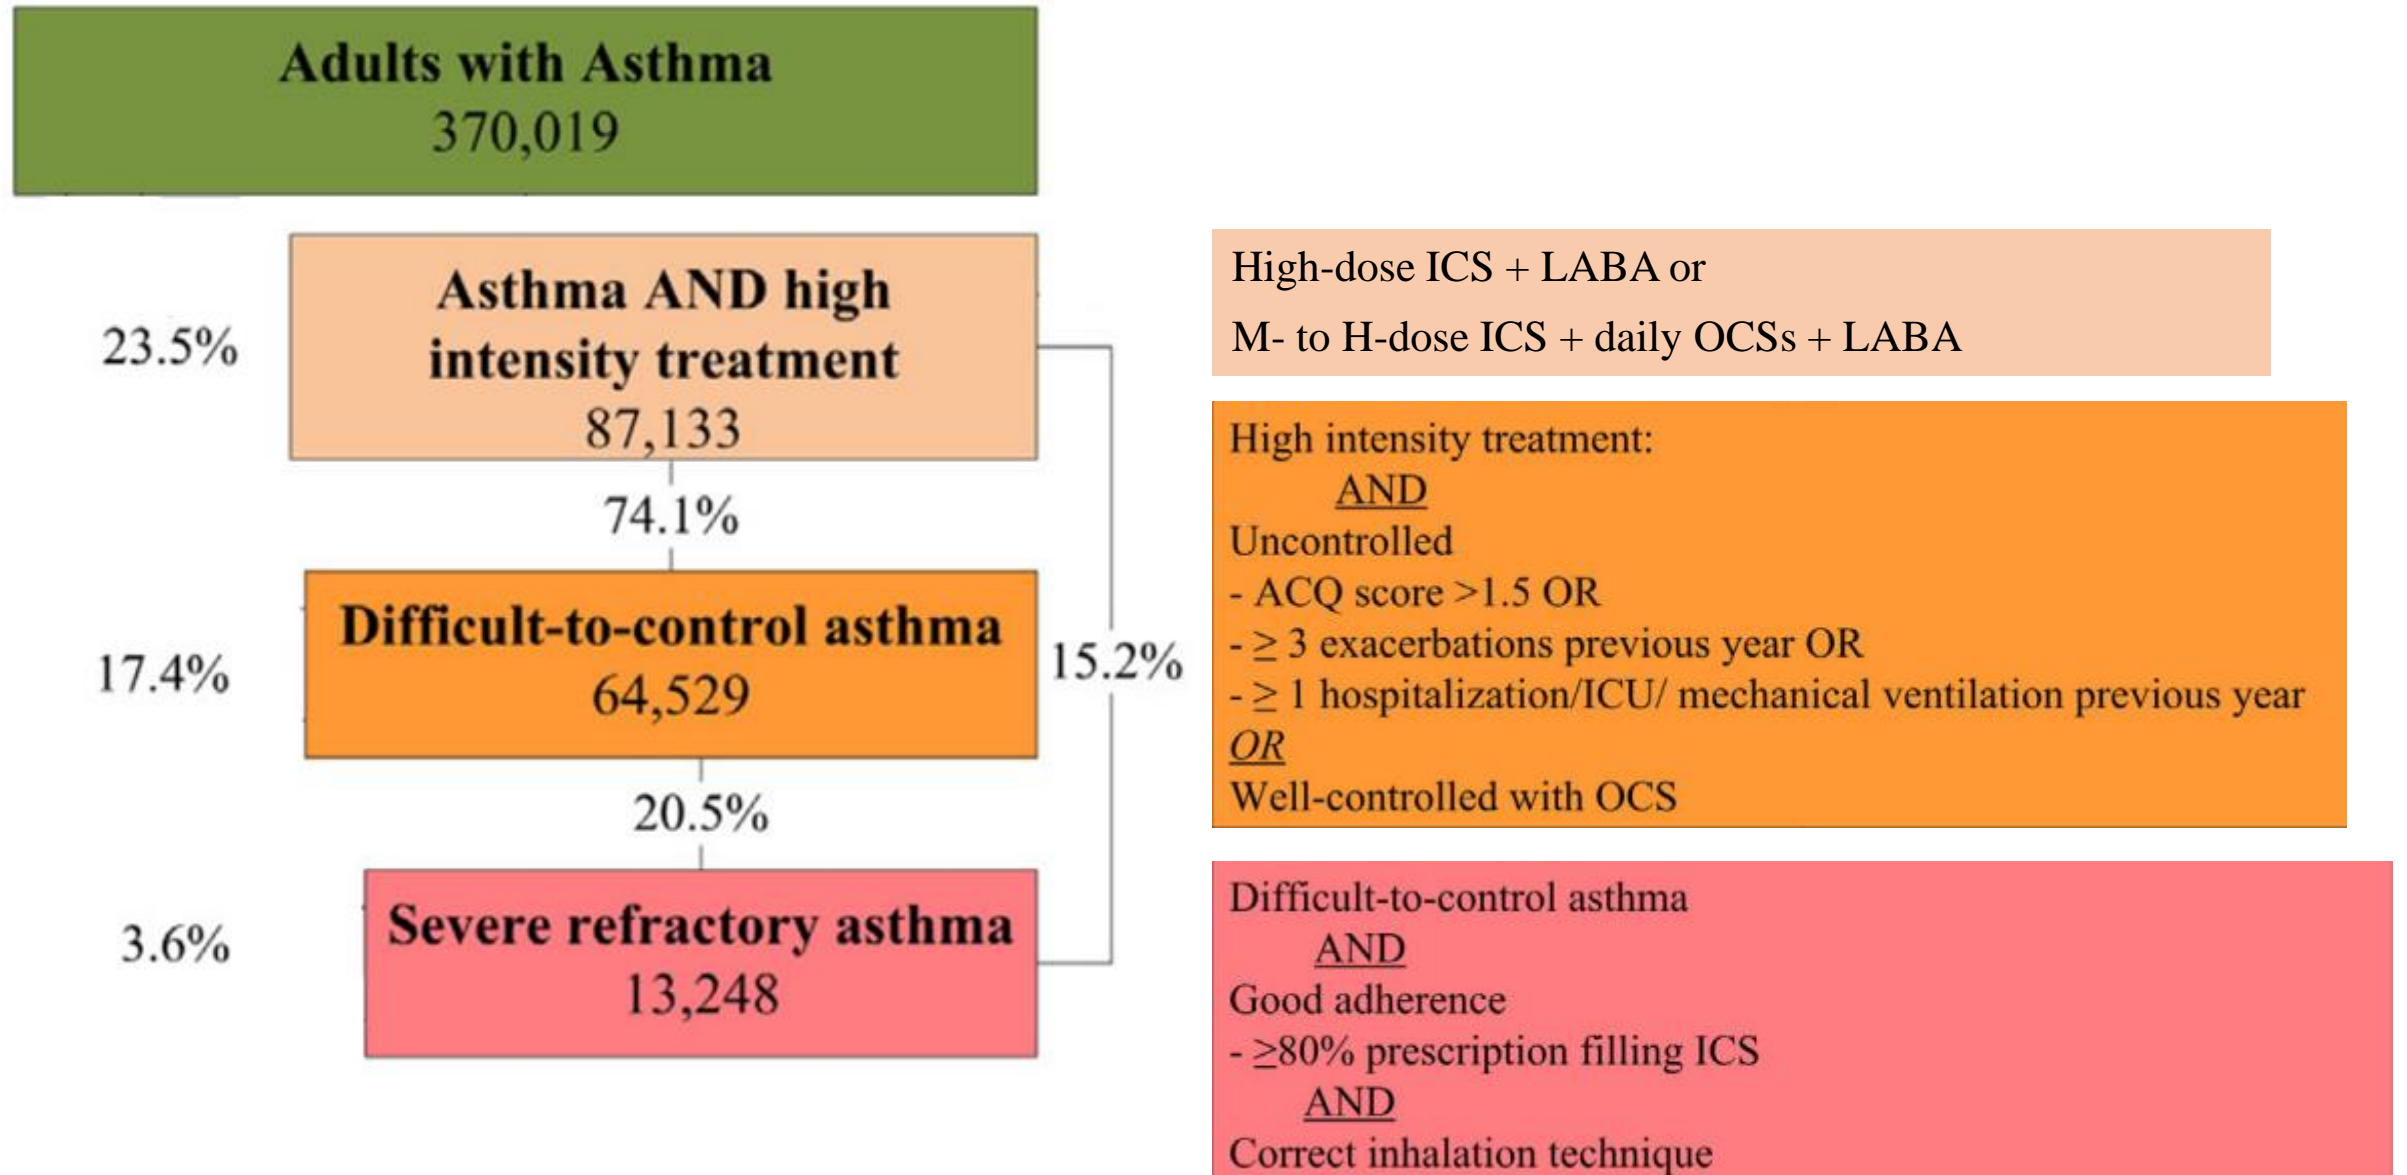 Adults with Asthma
370,019
23.5%
Asthma AND high
intensity treatment
87,133
74.1%
17.4%
Difficult-to-control asthma
64,529
15.2%
20.5%
3.6%
Severe refractory asthma
13,248
High-dose ICS + LABA or
M- to H-dose ICS + daily OCSs + LABA
High intensity treatment:
AND
Uncontrolled
- ACQ score >1.5 OR
- ≥ 3 exacerbations previous year OR
- ≥ 1 hospitalization/ICU/ mechanical ventilation previous year
OR
Well-controlled with OCS
Difficult-to-control asthma
AND
Good adherence
- ≥80% prescription filling ICS
AND
Correct inhalation technique